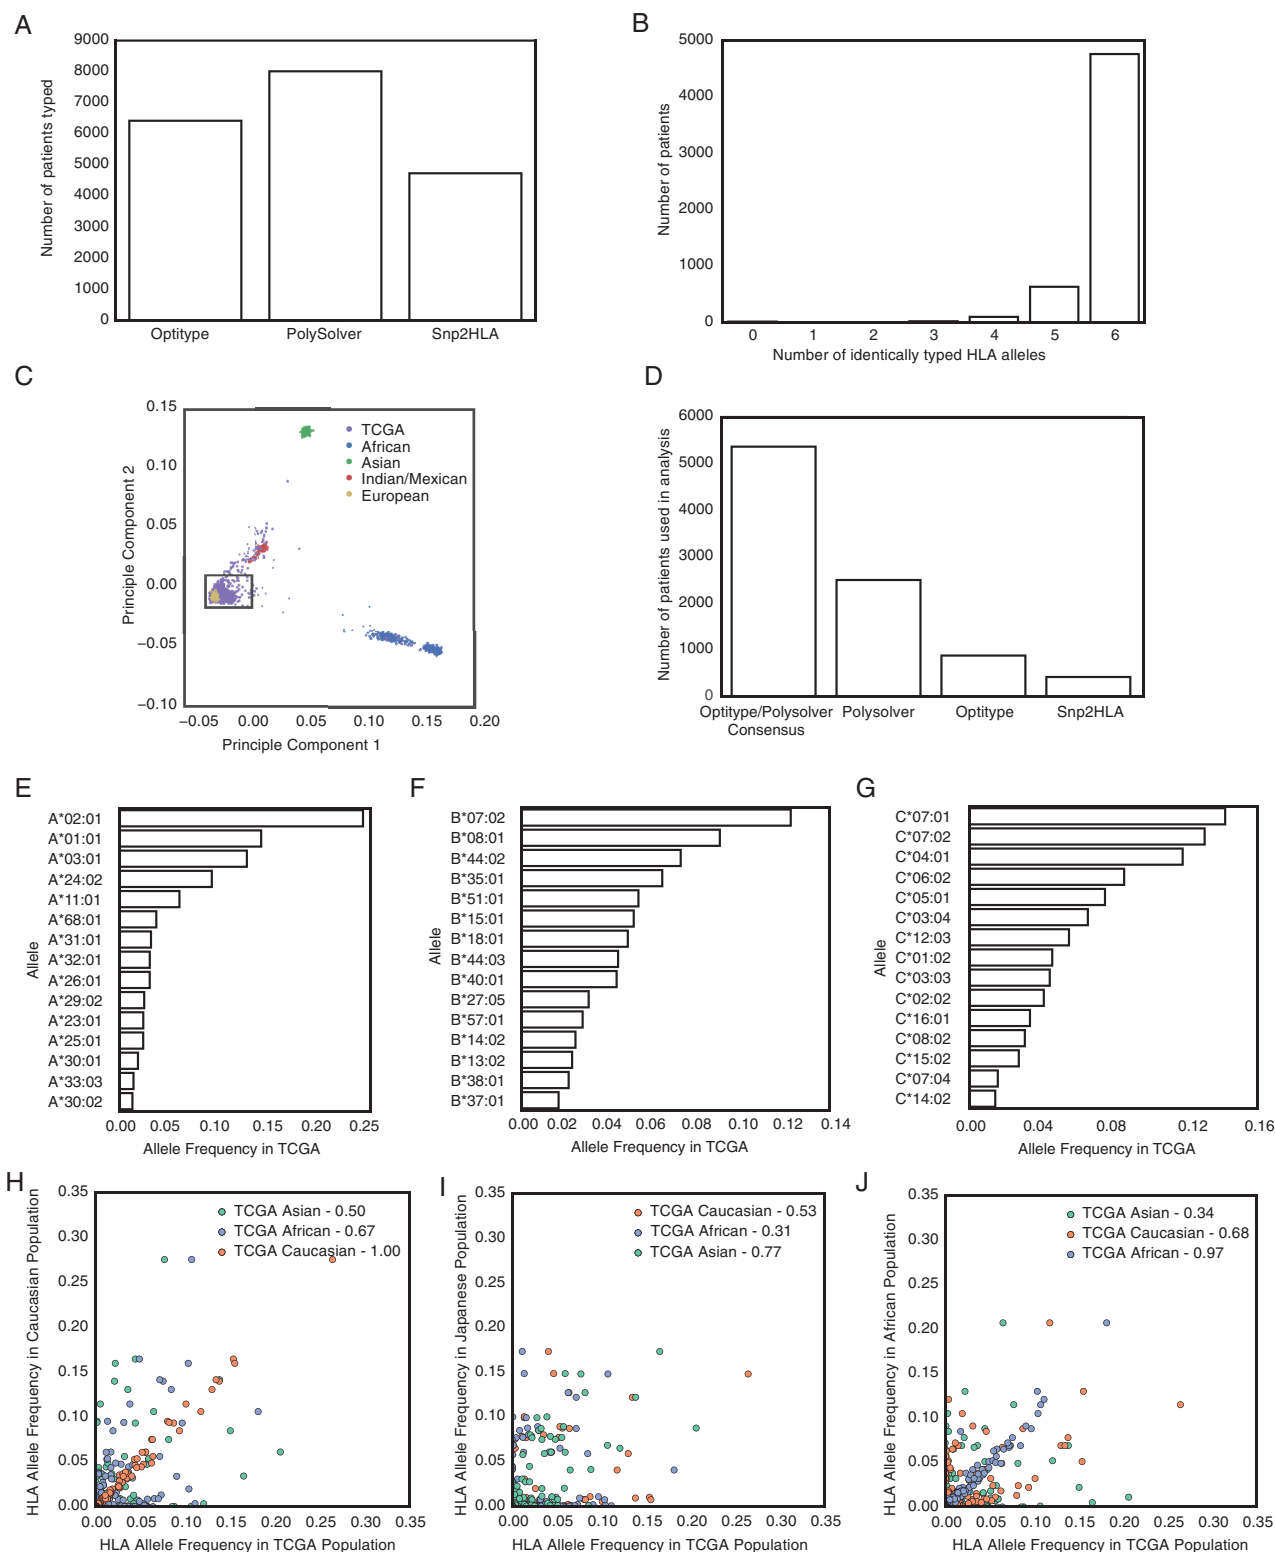 A
9000
8000
7000
6000
5000
4000
3000
2000
1000
0
Number of patients typed
Optitype PolySolver Snp2HLA
B
5000
4000
3000
2000
1000
0
Number of patients
0 1 2 3 4 5 6
Number of identically typed HLA alleles
C
0.15
0.10
0.05
0.00
−0.05
−0.10
Principle Component 2
TCGA
African
Asian
Indian/Mexican
European
−0.05 0.00 0.05 0.10 0.15 0.20
Principle Component 1
D
6000
5000
4000
3000
2000
1000
0
Number of patients used in analysis
Optitype/Polysolver Polysolver Optitype Snp2HLA
Consensus
E
Allele
A*02:01
A*01:01
A*03:01
A*24:02
A*11:01
A*68:01
A*31:01
A*32:01
A*26:01
A*29:02
A*23:01
A*25:01
A*30:01
A*33:03
A*30:02
0.00 0.05 0.10 0.15 0.20 0.25
Allele Frequency in TCGA
F
Allele
B*07:02
B*08:01
B*44:02
B*35:01
B*51:01
B*15:01
B*18:01
B*44:03
B*40:01
B*27:05
B*57:01
B*14:02
B*13:02
B*38:01
B*37:01
0.00 0.02 0.04 0.06 0.08 0.10 0.12 0.14
Allele Frequency in TCGA
G
Allele
C*07:01
C*07:02
C*04:01
C*06:02
C*05:01
C*03:04
C*12:03
C*01:02
C*03:03
C*02:02
C*16:01
C*08:02
C*15:02
C*07:04
C*14:02
0.00 0.04 0.08 0.12 0.16
Allele Frequency in TCGA
H
0.35
0.30
0.25
0.20
0.15
0.10
0.05
0.00
HLA Allele Frequency in Caucasian Population
TCGA Asian - 0.50
TCGA African - 0.67
TCGA Caucasian - 1.00
0.00 0.05 0.10 0.15 0.20 0.25 0.30 0.35
HLA Allele Frequency in TCGA Population
I
0.35
0.30
0.25
0.20
0.15
0.10
0.05
0.00
HLA Allele Frequency in Japanese Population
TCGA Caucasian - 0.53
TCGA African - 0.31
TCGA Asian - 0.77
0.00 0.05 0.10 0.15 0.20 0.25 0.30 0.35
HLA Allele Frequency in TCGA Population
J
0.35
0.30
0.25
0.20
0.15
0.10
0.05
0.00
HLA Allele Frequency in African Population
TCGA Asian - 0.34
TCGA Caucasian - 0.68
TCGA African - 0.97
0.00 0.05 0.10 0.15 0.20 0.25 0.30 0.35
HLA Allele Frequency in TCGA Population